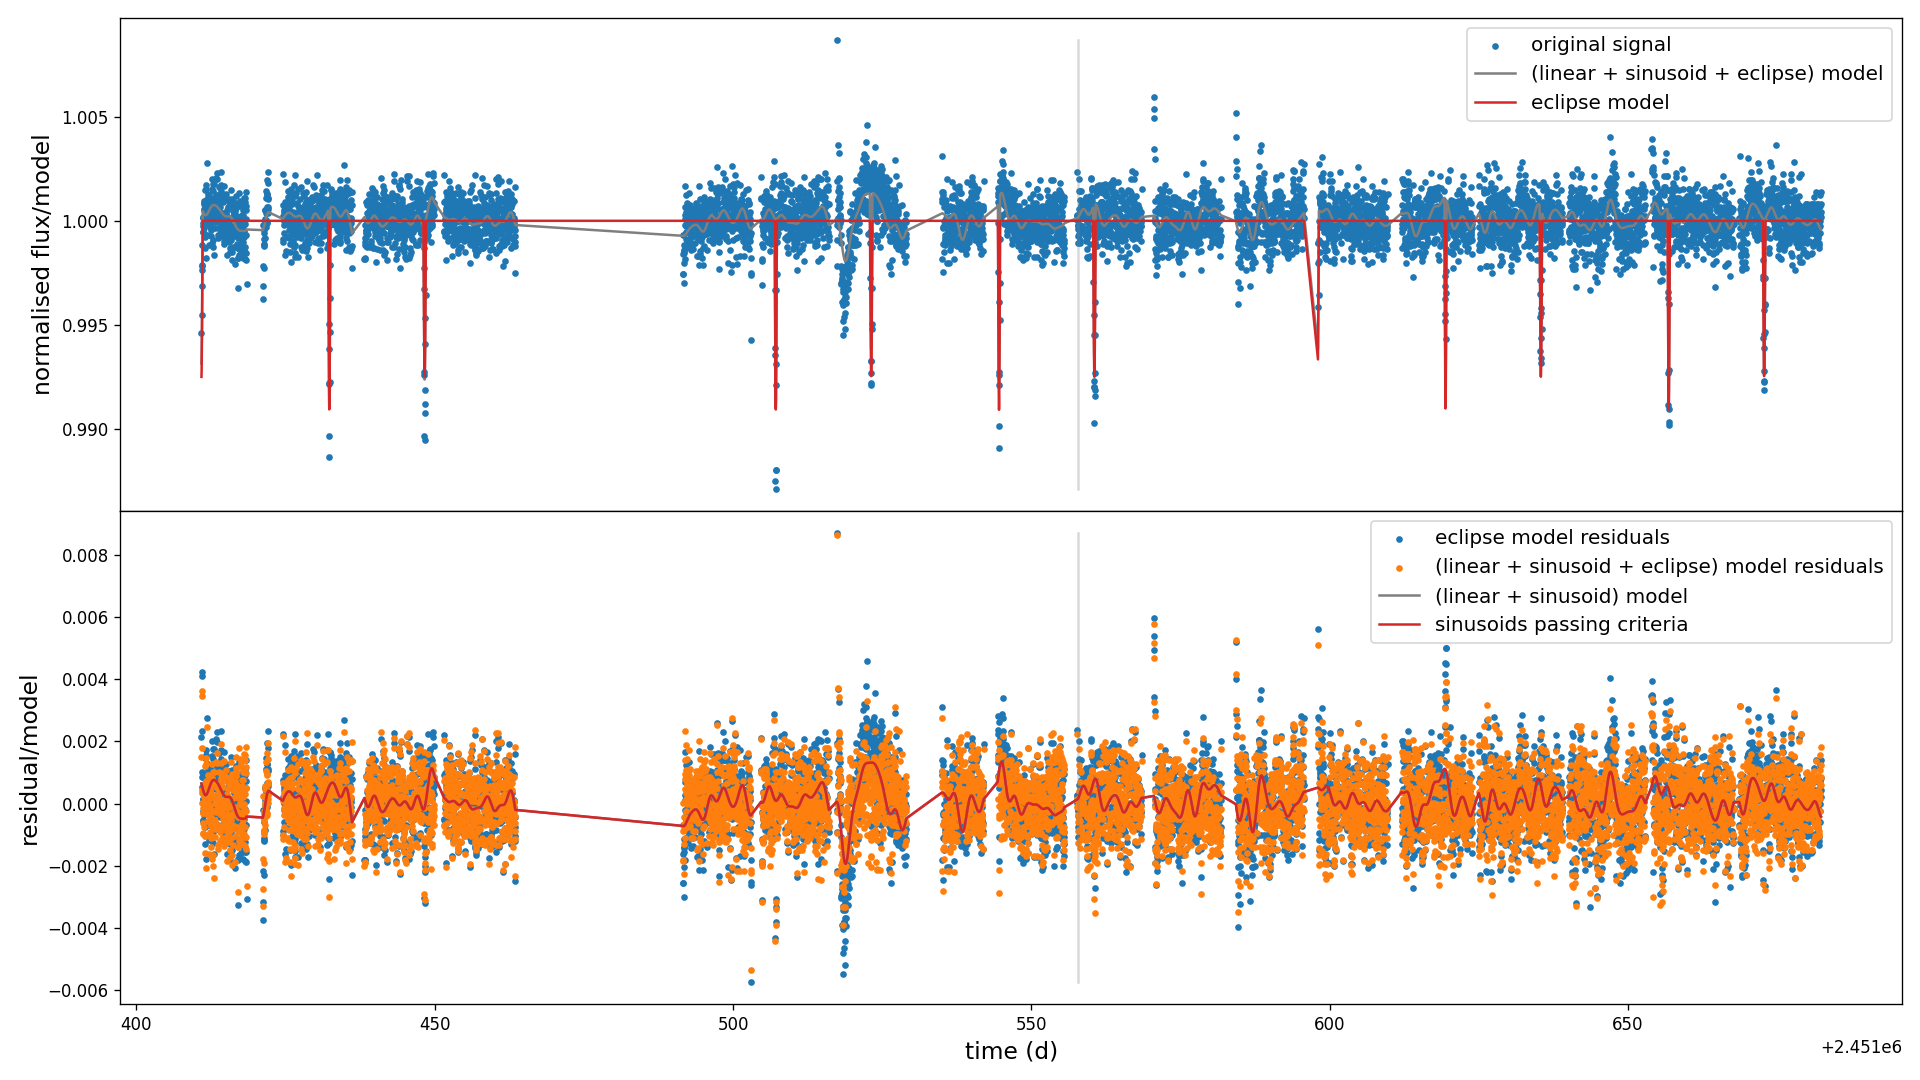 normalised flux/model
1.005
1.000
0.995
0.990
original signal
(linear + sinusoid + eclipse) model
eclipse model
residual/model
0.008
0.006
0.004
0.002
0.000
−0.002
−0.004
−0.006
eclipse model residuals
(linear + sinusoid + eclipse) model residuals
(linear + sinusoid) model
sinusoids passing criteria
400
450
500
550
600
650
time (d)
+2.451e6